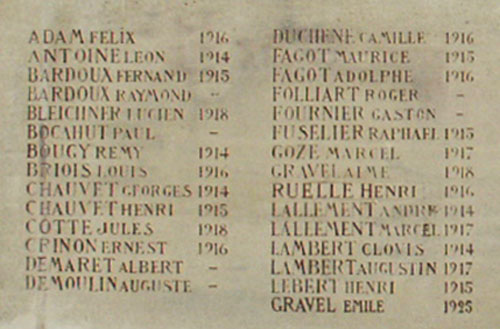 ADAM FELIX 1916
ANTOINE LEON 1914
BARDOUX FERNAND 1915
BARDOUX RAYMOND -
BLEICHNER LUCIEN 1918
BOCAHUT PAUL -
BOUGY REMY 1914
BRIOIS LOUIS 1916
CHAUVET GEORGES 1914
CHAUVET HENRI 1915
COTTE JULES 1918
CRINON ERNEST 1916
DEMARET ALBERT -
DEMOULIN AUGUSTE -
DUCHENE CAMILLE 1916
FAGOT MAURICE 1915
FAGOT ADOLPHE 1916
FOLLIART ROGER -
FOURNIER GASTON -
FUSELIER RAPHAEL 1915
GOZE MARCEL 1917
GRAVEL AIME 1918
RUELLE HENRI 1916
LALLEMENT ANDRE 1914
LALLEMENT MARCEL 1917
LAMBERT CLOVIS 1914
LAMBERT AUGUSTIN 1917
LEBERT HENRI 1915
GRAVEL EMILE 1925